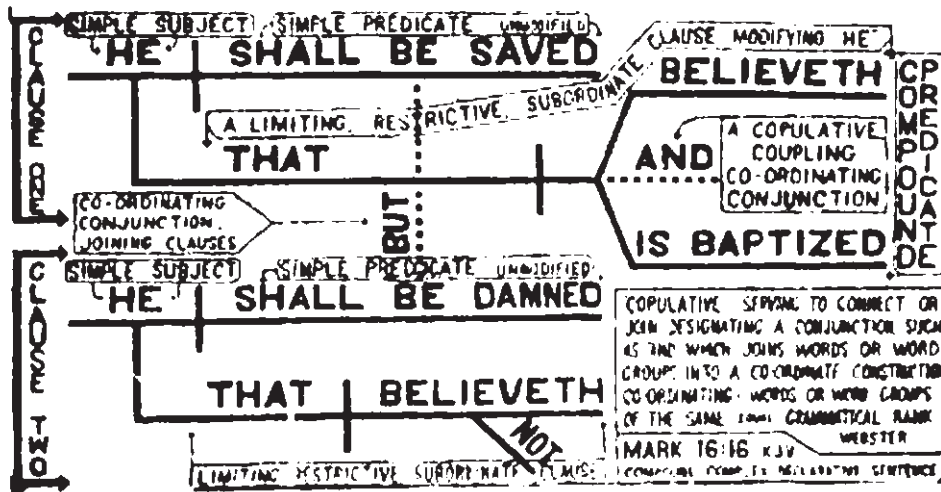 CLAUSE ONE
SIMPLE SUBJECT
SIMPLE PREDICATE UNMODIFIED
HE SHALL BE SAVED
CLAUSE MODIFYING HE
A LIMITING, RESTRICTIVE SUBORDINATE
BELIEVETH
THAT
AND
A COPULATIVE
COUPLING
CO-ORDINATING
CONJUNCTION
COMPOUND
PREDICATE
CO-ORDINATING
CONJUNCTION
JOINING CLAUSES
BUT
IS BAPTIZED
CLAUSE TWO
SIMPLE SUBJECT
SIMPLE PREDICATE UNMODIFIED
HE SHALL BE DAMNED
THAT BELIEVETH
NOT
LIMITING RESTRICTIVE SUBORDINATE CLAUSE
COPULATIVE SERVING TO CONNECT OR
JOIN DESIGNATING A CONJUNCTION SUCH
AS AND WHICH JOINS WORDS OR WORD
GROUPS INTO A CO-ORDINATE CONSTRUCTION
CO-ORDINATING: WORDS OR WORD GROUPS
OF THE SAME GRAMMATICAL RANK
WEBSTER
MARK 16:16 KJV
COMPOUND COMPLEX DECLARATIVE SENTENCE